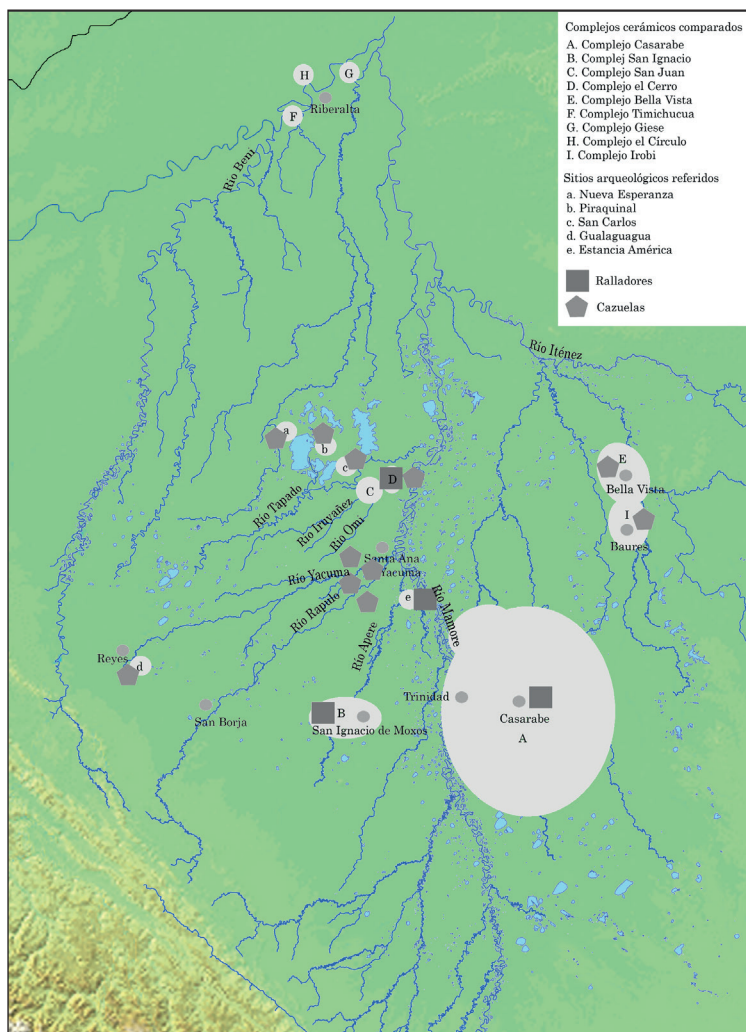 Complejos cerámicos comparados
A. Complejo Casarabe
B. Complej San Ignacio
C. Complejo San Juan
D. Complejo el Cerro
E. Complejo Bella Vista
F. Complejo Timichucua
G. Complejo Giese
H. Complejo el Círculo
I. Complejo Irobi
Sitios arqueológicos referidos
a. Nueva Esperanza
b. Piraquinal
c. San Carlos
d. Gualaguagua
e. Estancia América
Ralladores
Cazuelas
H
G
Riberalta
F
Río Beni
Río Iténez
a
b
c
D
C
E
Bella Vista
I
Baures
Río Tapado
Río Iruyañez
Río Omi
Santa Ana
Yacuma
Río Yacuma
Río Rapulo
e
Río Mamore
Río Apere
Reyes
d
San Borja
B
San Ignacio de Moxos
Trinidad
Casarabe
A